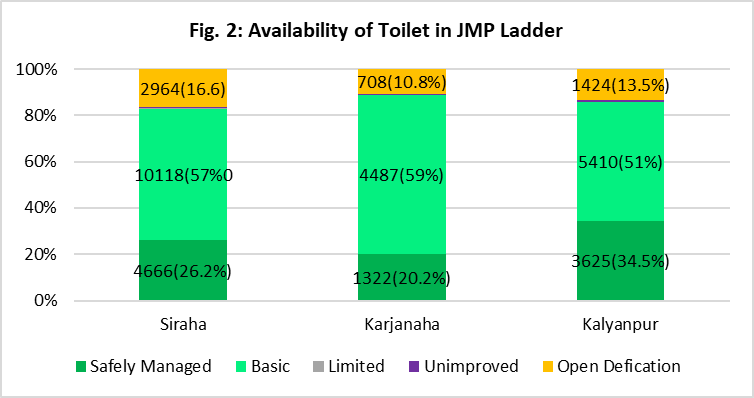 Fig. 2: Availability of Toilet in JMP Ladder
100%
80%
60%
40%
20%
0%
2964(16.6)
708(10.8%)
1424(13.5%)
10118(57%0
4487(59%)
5410(51%)
4666(26.2%)
1322(20.2%)
3625(34.5%)
Siraha
Karjanaha
Kalyanpur
Safely Managed
Basic
Limited
Unimproved
Open Defication